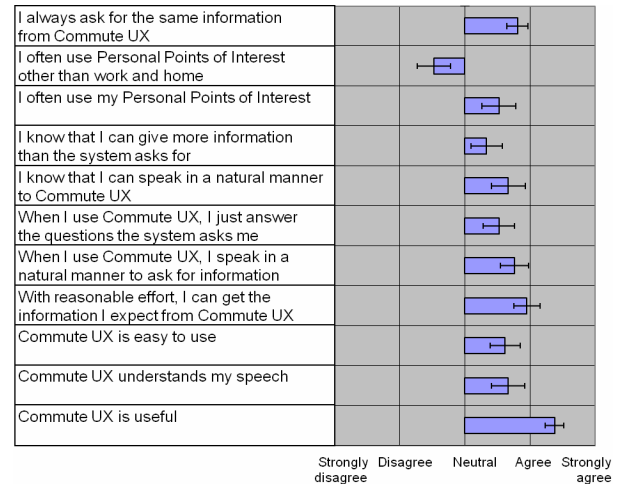 I always ask for the same information
from Commute UX
I often use Personal Points of Interest
other than work and home
I often use my Personal Points of Interest
I know that I can give more information
than the system asks for
I know that I can speak in a natural manner
to Commute UX
When I use Commute UX, I just answer
the questions the system asks me
When I use Commute UX, I speak in a
natural manner to ask for information
With reasonable effort, I can get the
information I expect from Commute UX
Commute UX is easy to use
Commute UX understands my speech
Commute UX is useful
Strongly Disagree Neutral Agree Strongly
disagree agree